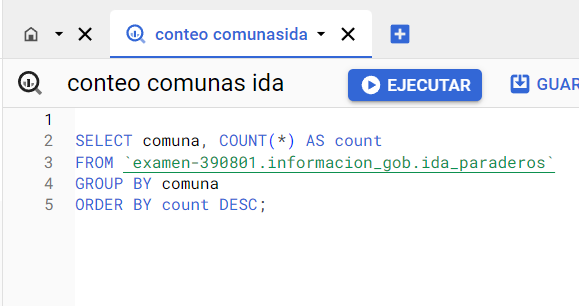 conteo comunasida
conteo comunas ida
EJECUTAR
GUAR
1
2 SELECT comuna, COUNT(*) AS count
3 FROM `examen-390801.informacion_gob.ida_paraderos`
4 GROUP BY comuna
5 ORDER BY count DESC;